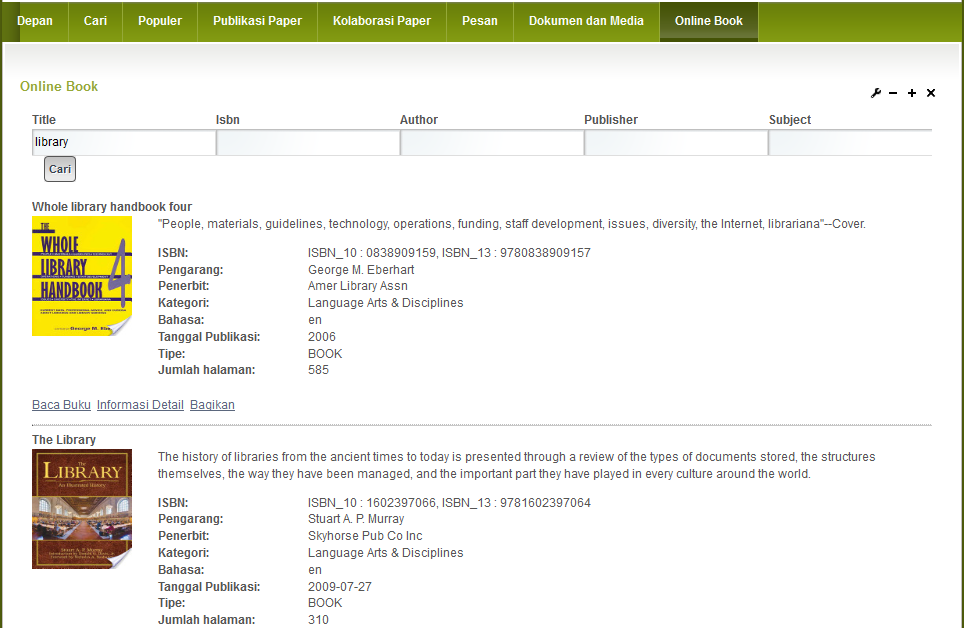 Depan Cari Populer Publikasi Paper Kolaborasi Paper Pesan Dokumen dan Media Online Book
Online Book
Title Isbn Author Publisher Subject
library
Cari
Whole library handbook four
THE
WHOLE
LIBRARY
HANDBOOK
4
George M. Ebe
"People, materials, guidelines, technology, operations, funding, staff development, issues, diversity, the Internet, librariana"--Cover.
ISBN: ISBN_10 : 0838909159, ISBN_13 : 9780838909157
Pengarang: George M. Eberhart
Penerbit: Amer Library Assn
Kategori: Language Arts & Disciplines
Bahasa: en
Tanggal Publikasi: 2006
Tipe: BOOK
Jumlah halaman: 585
Baca Buku Informasi Detail Bagikan
The Library
The
LIBRARY
An Illustrated History
Stuart A. P. Murray
The history of libraries from the ancient times to today is presented through a review of the types of documents stored, the structures
themselves, the way they have been managed, and the important part they have played in every culture around the world.
ISBN: ISBN_10 : 1602397066, ISBN_13 : 9781602397064
Pengarang: Stuart A. P. Murray
Penerbit: Skyhorse Pub Co Inc
Kategori: Language Arts & Disciplines
Bahasa: en
Tanggal Publikasi: 2009-07-27
Tipe: BOOK
Jumlah halaman: 310